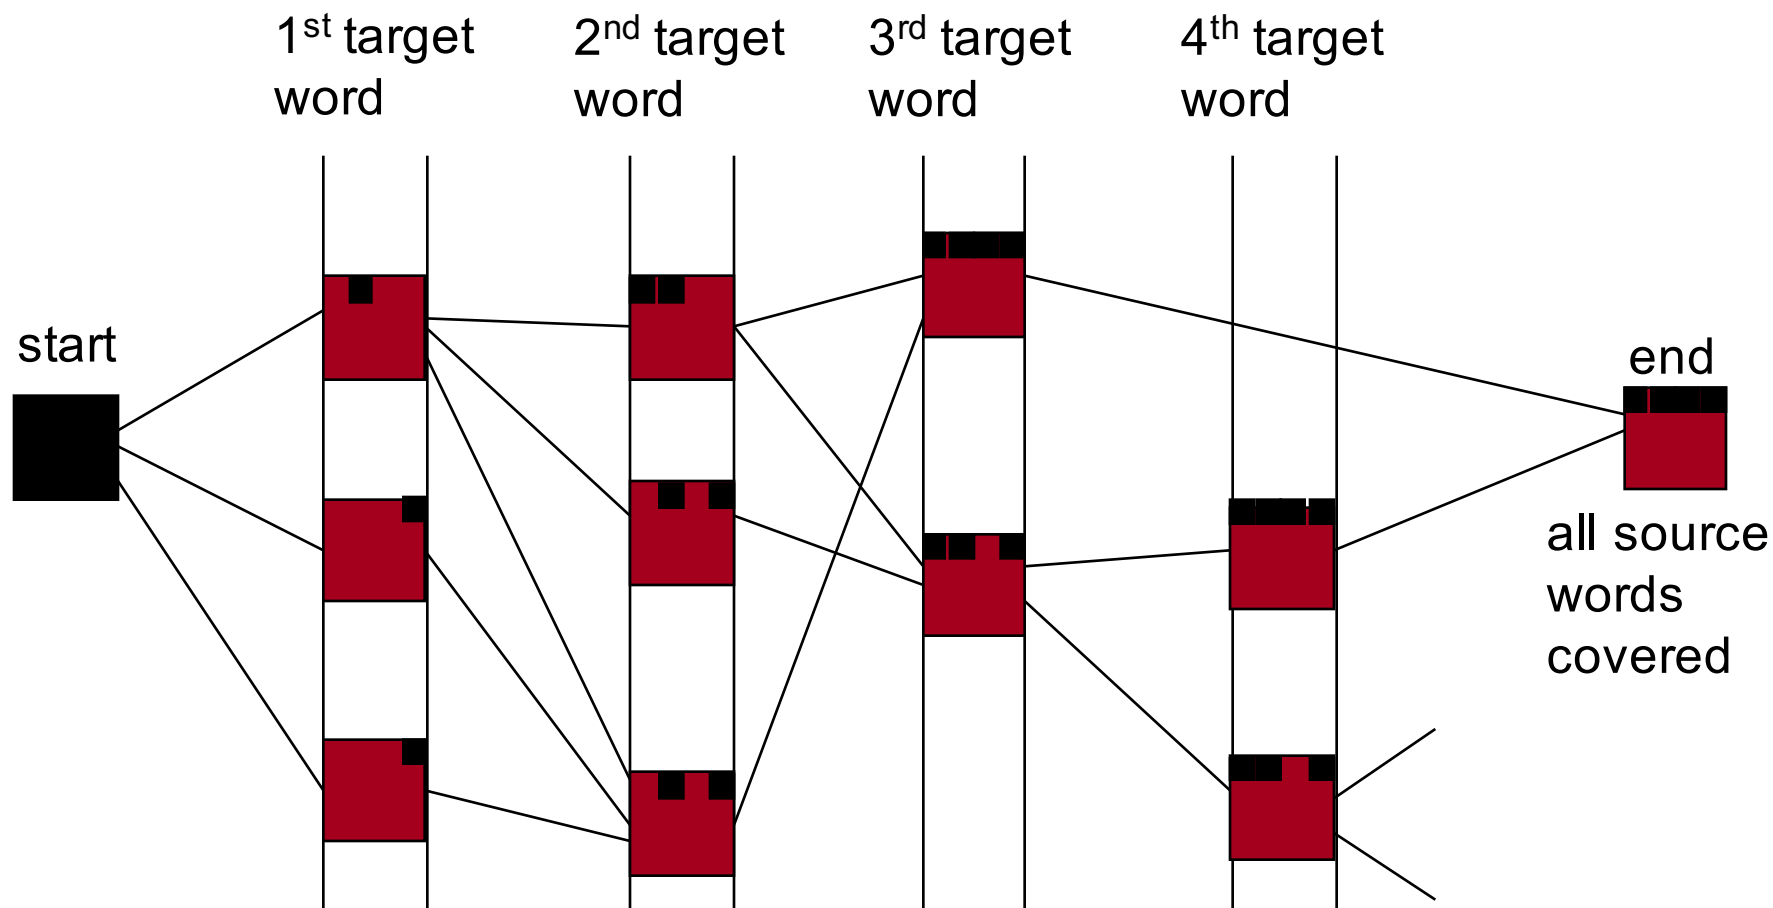 1st target
word
2nd target
word
3rd target
word
4th target
word
start
end
all source
words
covered